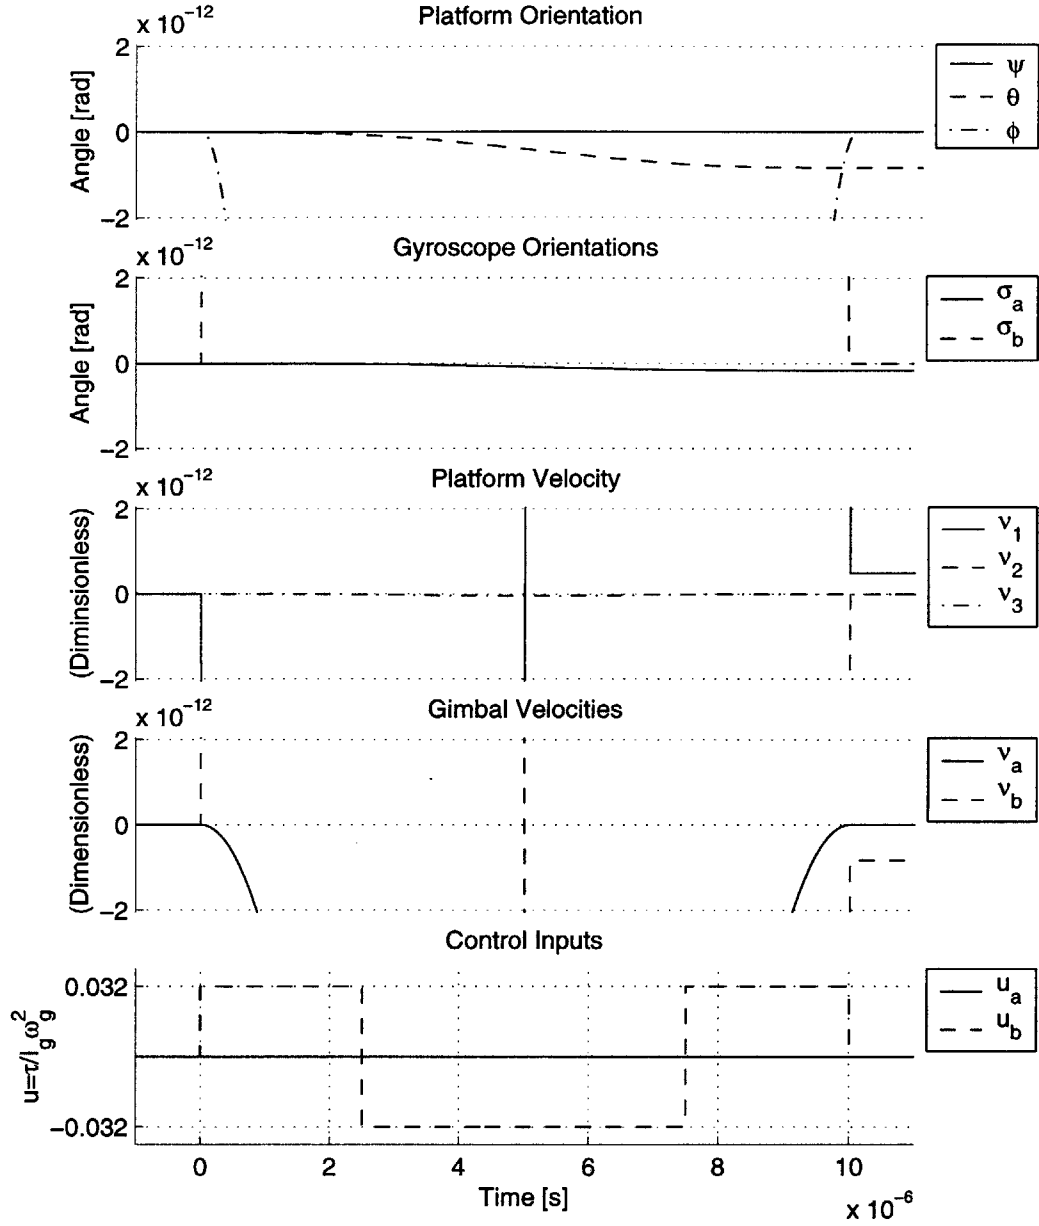 Platform Orientation
x 10⁻¹²
2
0
−2
Angle [rad]
ψ
θ
ϕ
Gyroscope Orientations
x 10⁻¹²
2
0
−2
Angle [rad]
σ_a
σ_b
Platform Velocity
x 10⁻¹²
2
0
−2
(Diminsionless)
ν_1
ν_2
ν_3
Gimbal Velocities
x 10⁻¹²
2
0
−2
(Dimensionless)
ν_a
ν_b
Control Inputs
0.032
−0.032
u=τ/I_gω_g²
u_a
u_b
0 2 4 6 8 10
Time [s]
x 10⁻⁶